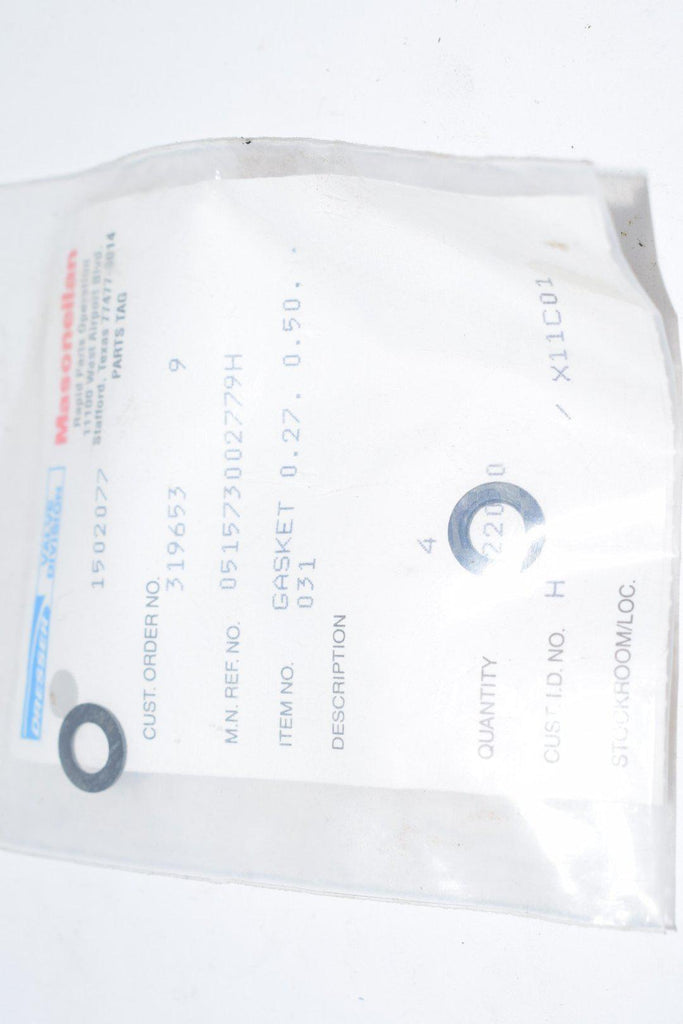 DRESSER VALVE
DIVISION
Masoneilan
Rapid Parts Operation
11100 West Airport Blvd.
Stafford, Texas 77477-3014
PARTS TAG
1502077
CUST. ORDER NO.
319653 9
M.N. REF. NO. 051573002779H
ITEM NO. GASKET 0.27. 0.50. .
031
DESCRIPTION
4
QUANTITY
CUST. I.D. NO. H / X11C01
STOCKROOM/LOC.